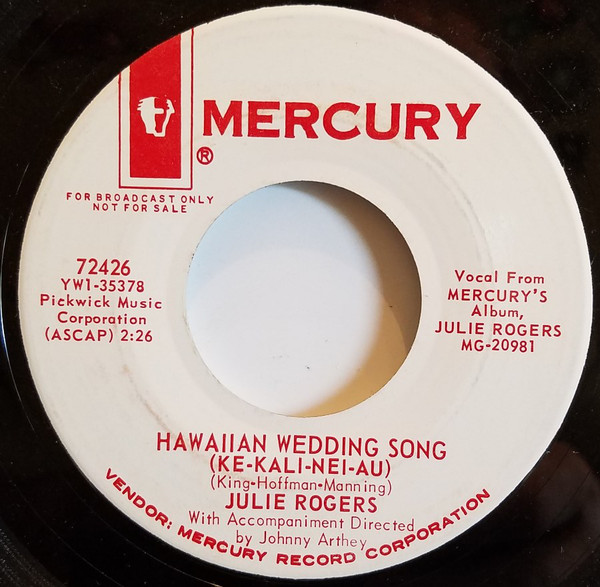 MERCURY
®
FOR BROADCAST ONLY
NOT FOR SALE
72426
YW1-35378
Pickwick Music
Corporation
(ASCAP) 2:26
Vocal From
MERCURY'S
Album,
JULIE ROGERS
MG-20981
HAWAIIAN WEDDING SONG
(KE-KALI-NEI-AU)
(King-Hoffman-Manning)
JULIE ROGERS
With Accompaniment Directed
by Johnny Arthey
VENDOR: MERCURY RECORD CORPORATION